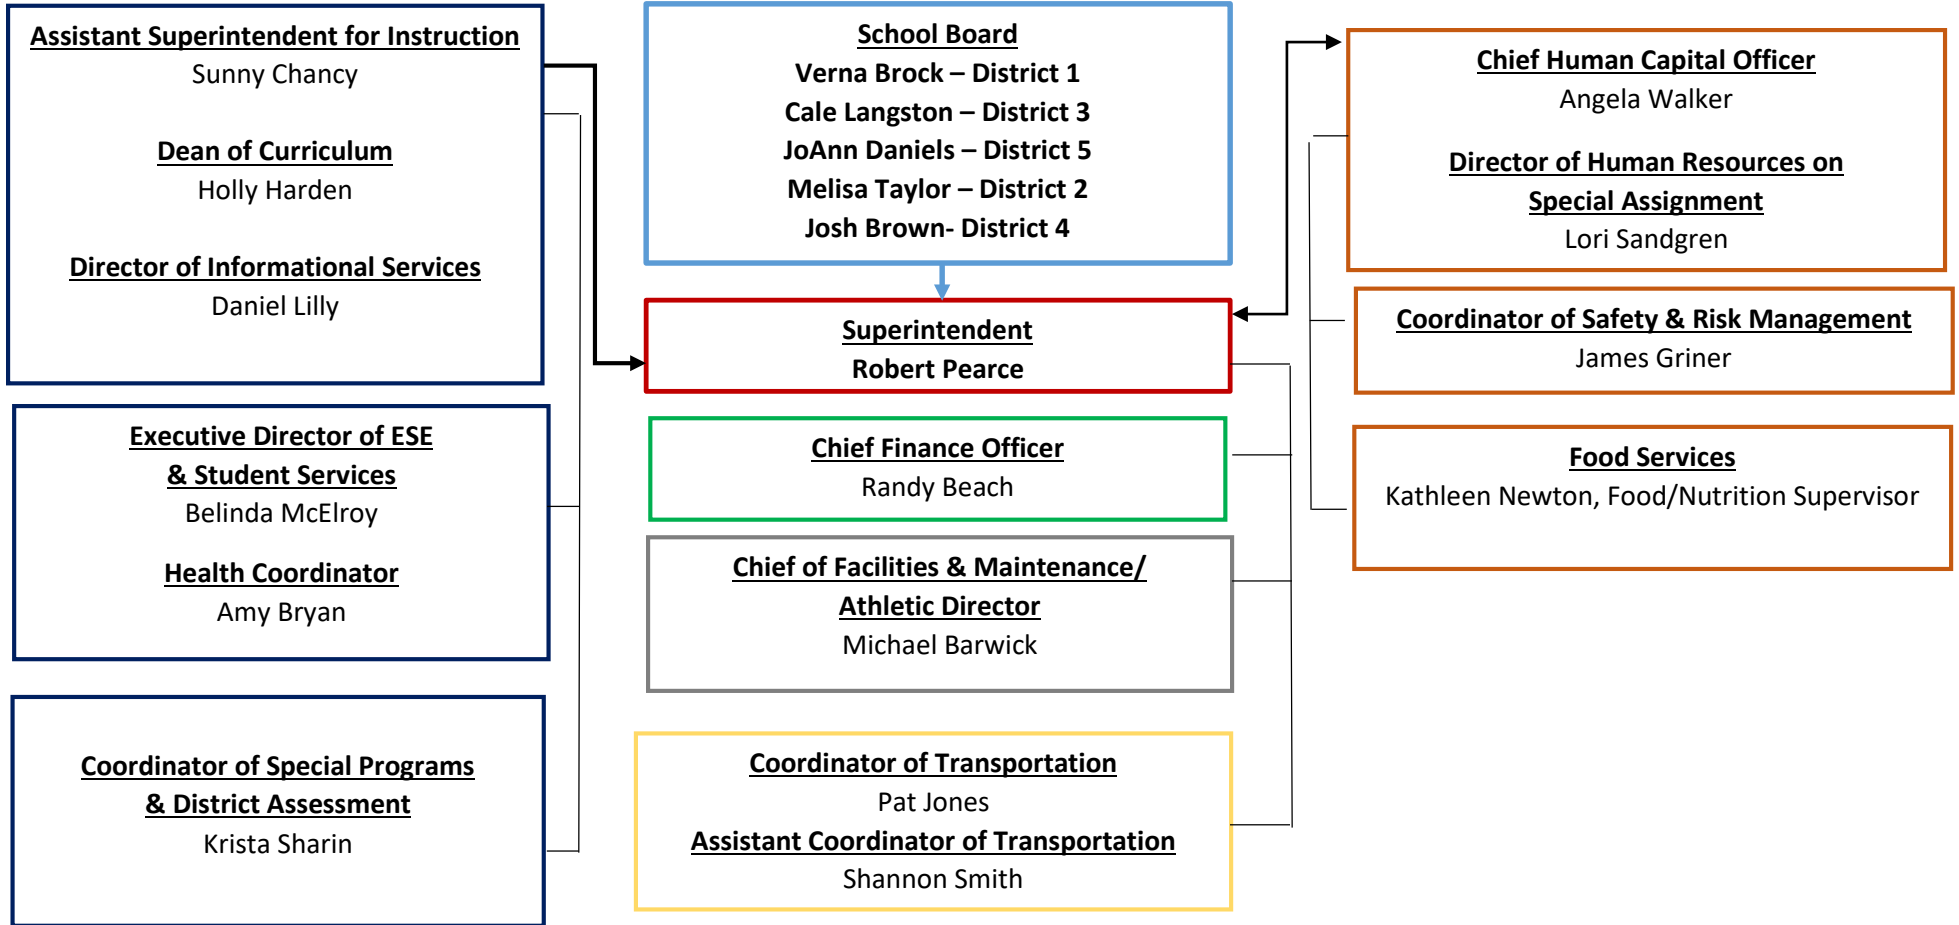 Assistant Superintendent for Instruction
Sunny Chancy
Dean of Curriculum
Holly Harden
Director of Informational Services
Daniel Lilly
Executive Director of ESE
& Student Services
Belinda McElroy
Health Coordinator
Amy Bryan
Coordinator of Special Programs
& District Assessment
Krista Sharin
School Board
Verna Brock – District 1
Cale Langston – District 3
JoAnn Daniels – District 5
Melisa Taylor – District 2
Josh Brown- District 4
Superintendent
Robert Pearce
Chief Finance Officer
Randy Beach
Chief of Facilities & Maintenance/
Athletic Director
Michael Barwick
Coordinator of Transportation
Pat Jones
Assistant Coordinator of Transportation
Shannon Smith
Chief Human Capital Officer
Angela Walker
Director of Human Resources on
Special Assignment
Lori Sandgren
Coordinator of Safety & Risk Management
James Griner
Food Services
Kathleen Newton, Food/Nutrition Supervisor